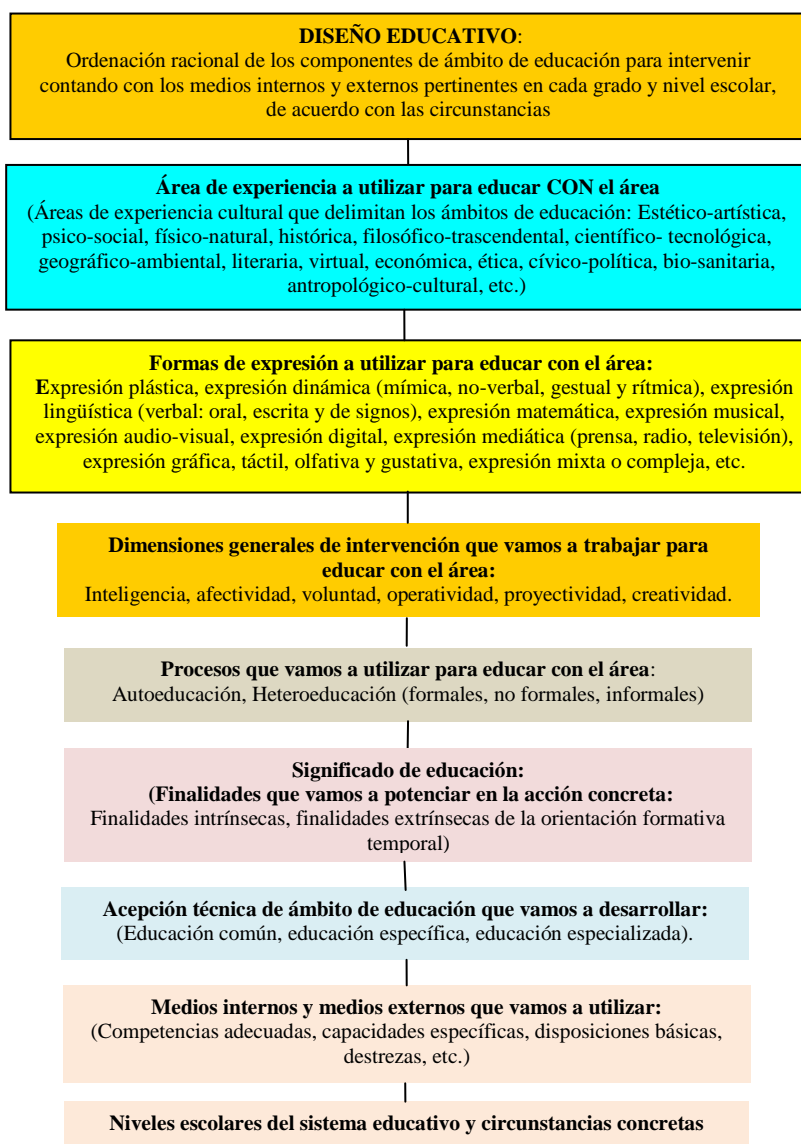 DISEÑO EDUCATIVO:
Ordenación racional de los componentes de ámbito de educación para intervenir
contando con los medios internos y externos pertinentes en cada grado y nivel escolar,
de acuerdo con las circunstancias
Área de experiencia a utilizar para educar CON el área
(Áreas de experiencia cultural que delimitan los ámbitos de educación: Estético-artística,
psico-social, físico-natural, histórica, filosófico-trascendental, científico- tecnológica,
geográfico-ambiental, literaria, virtual, económica, ética, cívico-política, bio-sanitaria,
antropológico-cultural, etc.)
Formas de expresión a utilizar para educar con el área:
Expresión plástica, expresión dinámica (mímica, no-verbal, gestual y rítmica), expresión
lingüística (verbal: oral, escrita y de signos), expresión matemática, expresión musical,
expresión audio-visual, expresión digital, expresión mediática (prensa, radio, televisión),
expresión gráfica, táctil, olfativa y gustativa, expresión mixta o compleja, etc.
Dimensiones generales de intervención que vamos a trabajar para
educar con el área:
Inteligencia, afectividad, voluntad, operatividad, proyectividad, creatividad.
Procesos que vamos a utilizar para educar con el área:
Autoeducación, Heteroeducación (formales, no formales, informales)
Significado de educación:
(Finalidades que vamos a potenciar en la acción concreta:
Finalidades intrínsecas, finalidades extrínsecas de la orientación formativa
temporal)
Acepción técnica de ámbito de educación que vamos a desarrollar:
(Educación común, educación específica, educación especializada).
Medios internos y medios externos que vamos a utilizar:
(Competencias adecuadas, capacidades específicas, disposiciones básicas,
destrezas, etc.)
Niveles escolares del sistema educativo y circunstancias concretas